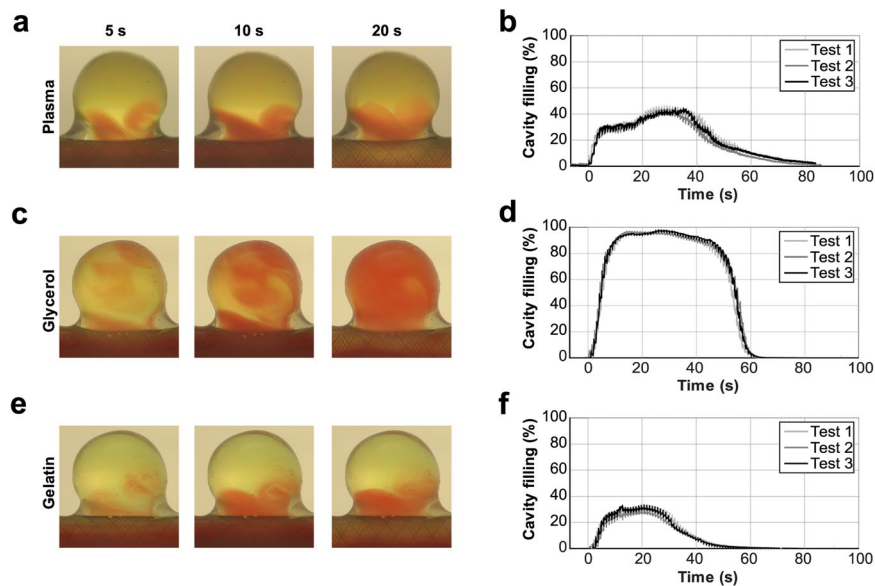 a
5 s
10 s
20 s
Plasma
b
Cavity filling (%)
100
80
60
40
20
0
Test 1
Test 2
Test 3
0
20
40
60
80
100
Time (s)
c
Glycerol
d
Cavity filling (%)
100
80
60
40
20
0
Test 1
Test 2
Test 3
0
20
40
60
80
100
Time (s)
e
Gelatin
f
Cavity filling (%)
100
80
60
40
20
0
Test 1
Test 2
Test 3
0
20
40
60
80
100
Time (s)